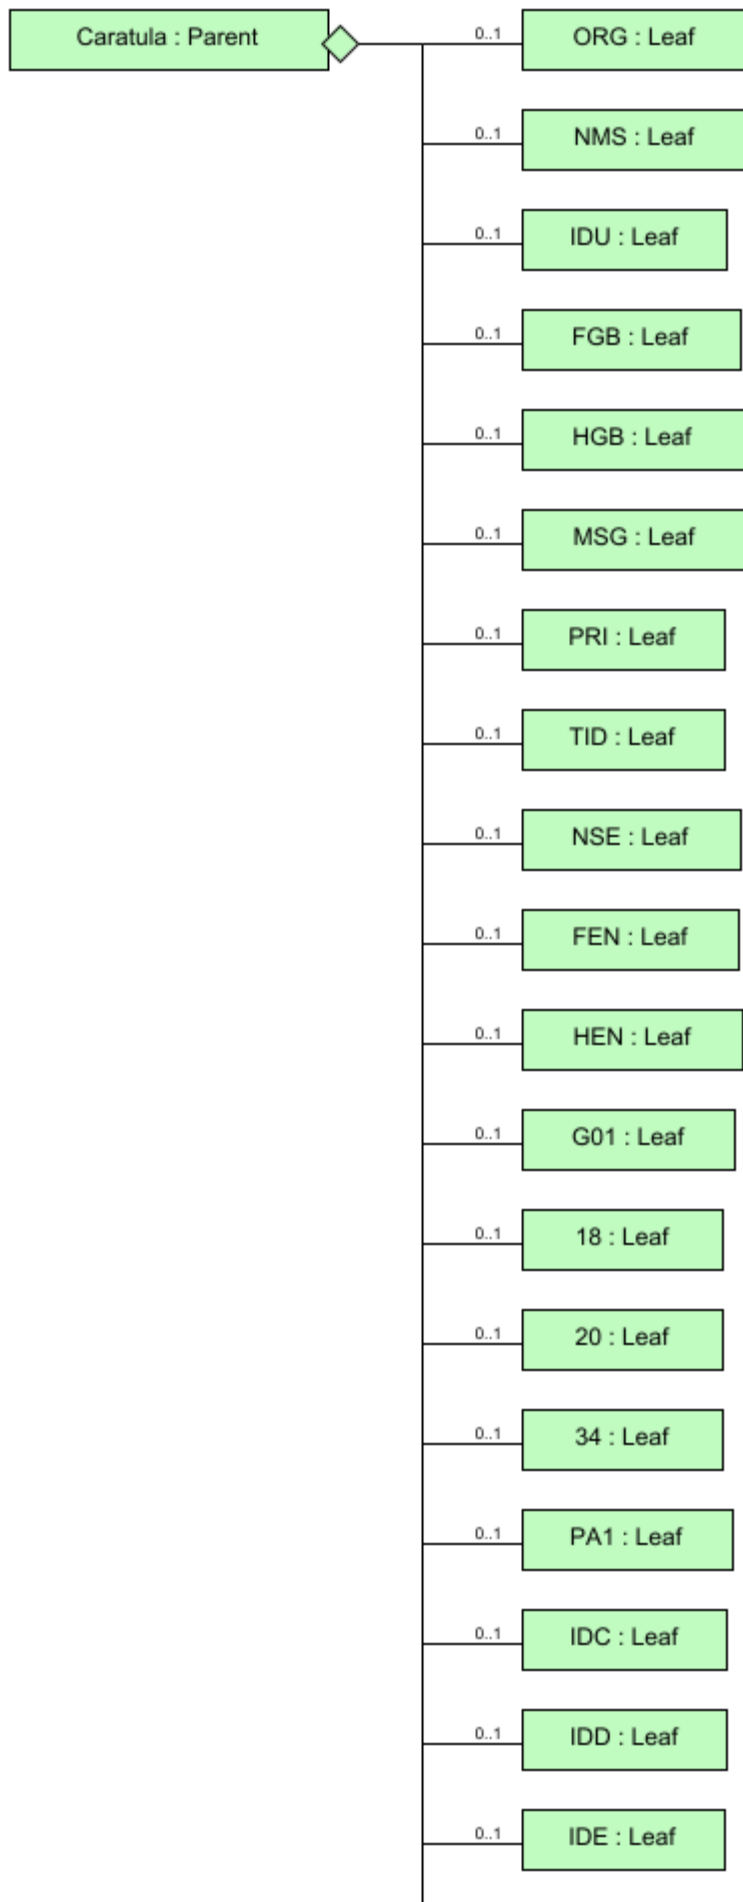 Caratula : Parent
0..1
ORG : Leaf
0..1
NMS : Leaf
0..1
IDU : Leaf
0..1
FGB : Leaf
0..1
HGB : Leaf
0..1
MSG : Leaf
0..1
PRI : Leaf
0..1
TID : Leaf
0..1
NSE : Leaf
0..1
FEN : Leaf
0..1
HEN : Leaf
0..1
G01 : Leaf
0..1
18 : Leaf
0..1
20 : Leaf
0..1
34 : Leaf
0..1
PA1 : Leaf
0..1
IDC : Leaf
0..1
IDD : Leaf
0..1
IDE : Leaf